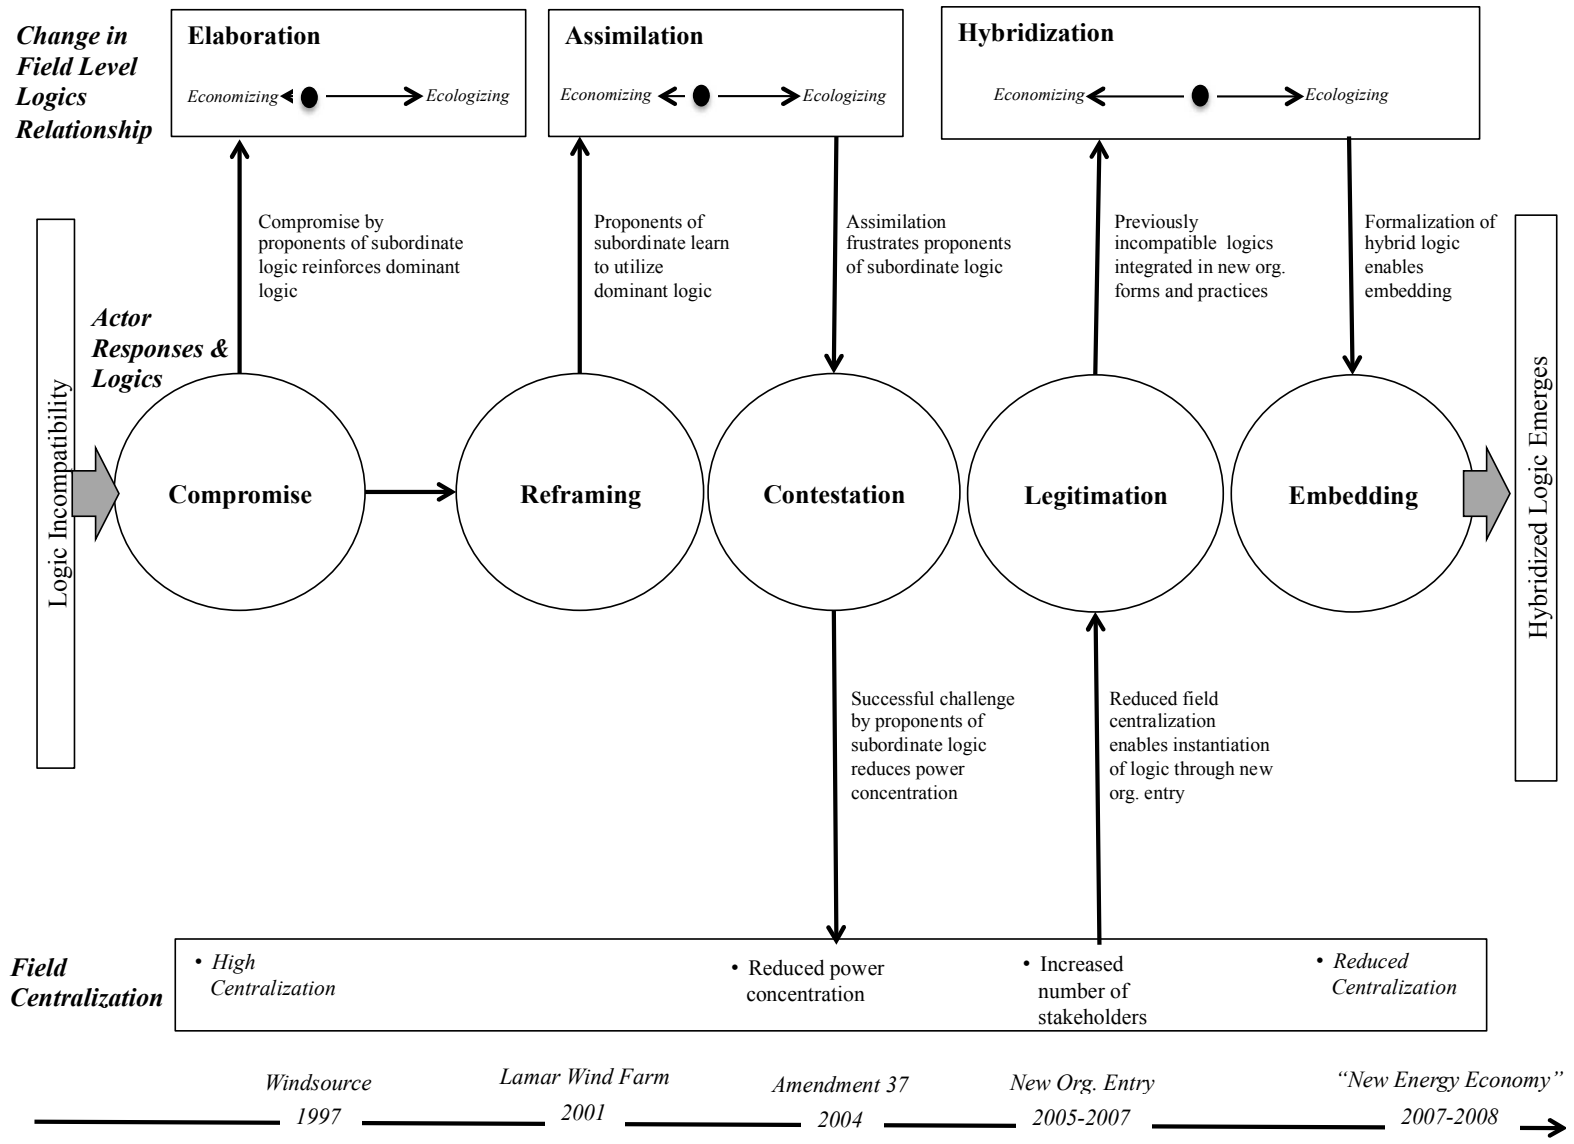 Change in
Field Level
Logics
Relationship
Elaboration
Economizing
Ecologizing
Assimilation
Economizing
Ecologizing
Hybridization
Economizing
Ecologizing
Compromise by
proponents of subordinate
logic reinforces dominant
logic
Proponents of
subordinate learn
to utilize
dominant logic
Assimilation
frustrates proponents
of subordinate logic
Previously
incompatible logics
integrated in new org.
forms and practices
Formalization of
hybrid logic
enables
embedding
Actor
Responses &
Logics
Logic Incompatibility
Compromise
Reframing
Contestation
Legitimation
Embedding
Hybridized Logic Emerges
Successful challenge
by proponents of
subordinate logic
reduces power
concentration
Reduced field
centralization
enables instantiation
of logic through new
org. entry
Field
Centralization
• High
Centralization
• Reduced power
concentration
• Increased
number of
stakeholders
• Reduced
Centralization
Windsource
1997
Lamar Wind Farm
2001
Amendment 37
2004
New Org. Entry
2005-2007
“New Energy Economy”
2007-2008